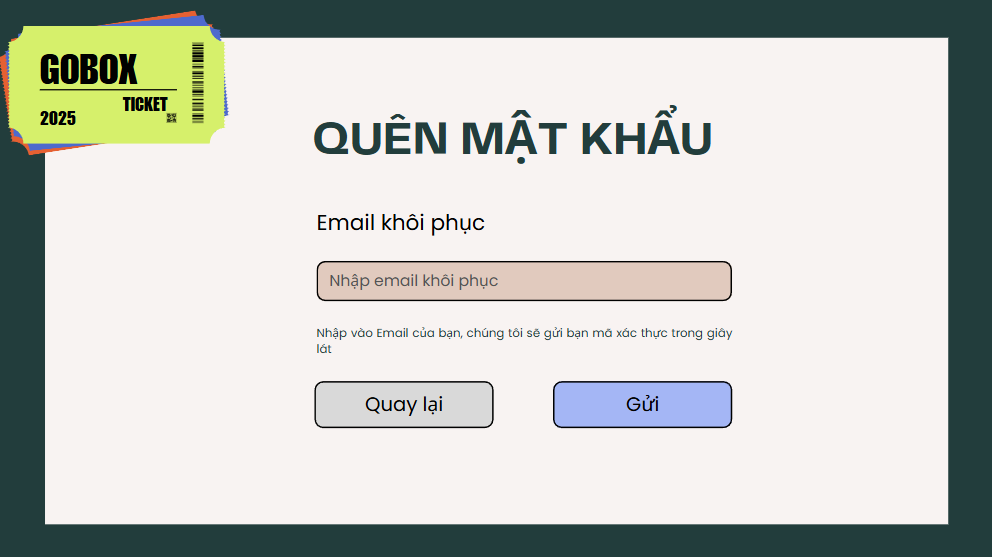 GOBOX
TICKET
2025
QUÊN MẬT KHẨU
Email khôi phục
Nhập email khôi phục
Nhập vào Email của bạn, chúng tôi sẽ gửi bạn mã xác thực trong giây
lát
Quay lại
Gửi